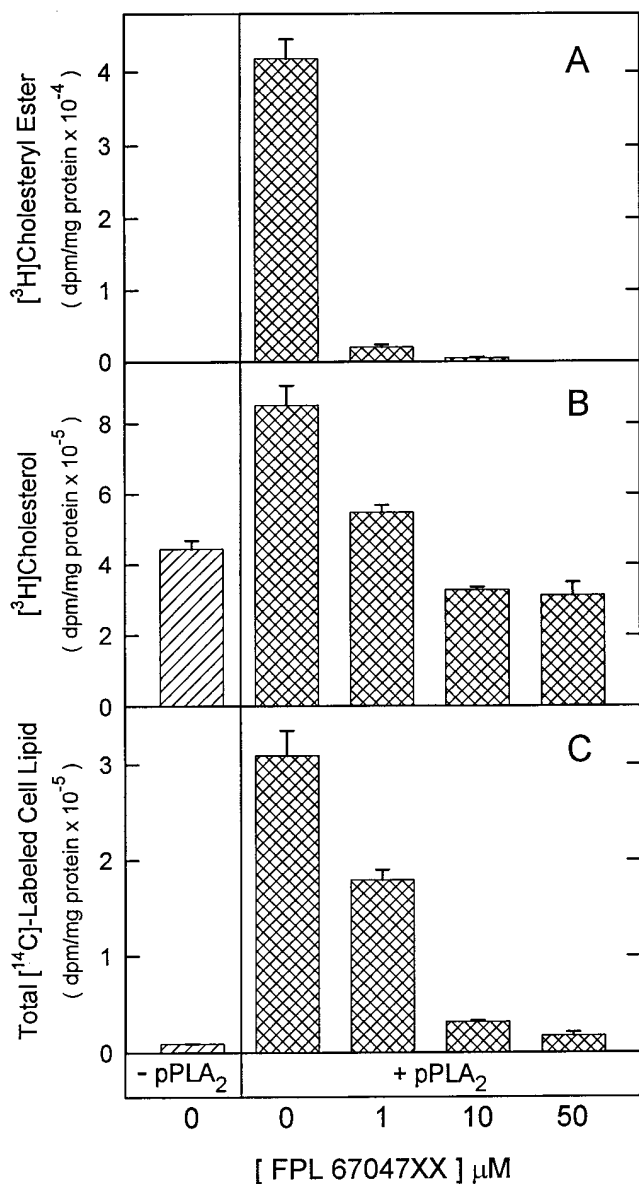 A
[³H]Cholesteryl Ester
( dpm/mg protein x 10⁻⁴ )
4
3
2
1
0
B
[³H]Cholesterol
( dpm/mg protein x 10⁻⁵ )
8
6
4
2
0
C
Total [¹⁴C]-Labeled Cell Lipid
( dpm/mg protein x 10⁻⁵ )
3
2
1
0
- pPLA₂
+ pPLA₂
0 0 1 10 50
[ FPL 67047XX ] μM